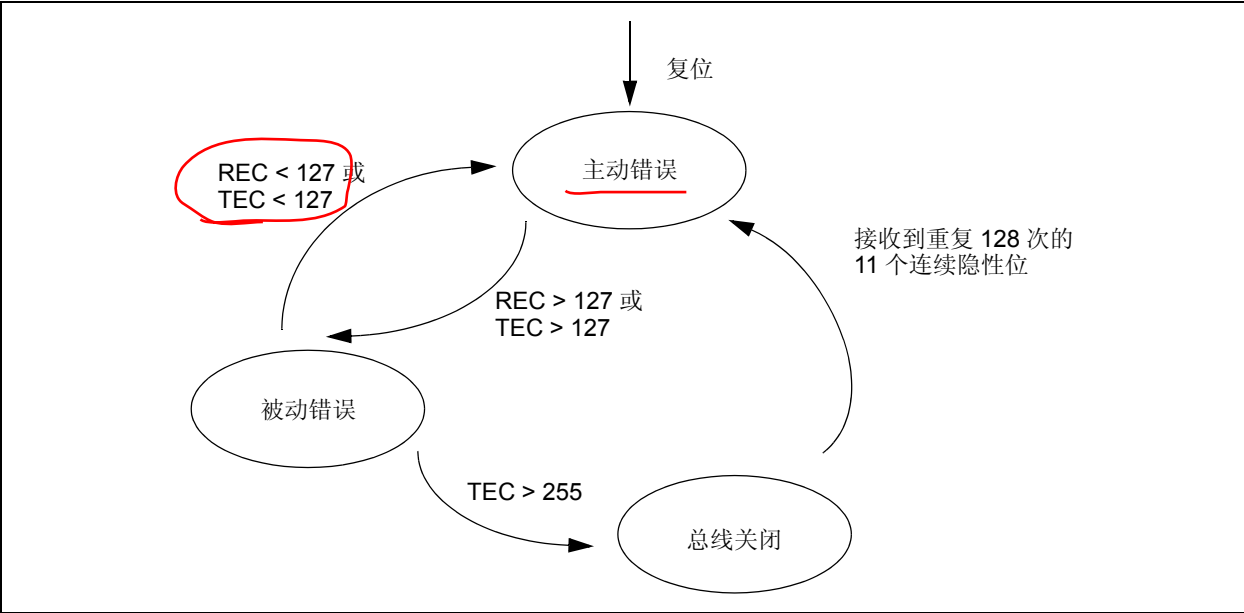 复位
主动错误
REC < 127 或
TEC < 127
接收到重复 128 次的
11 个连续隐性位
REC > 127 或
TEC > 127
被动错误
TEC > 255
总线关闭